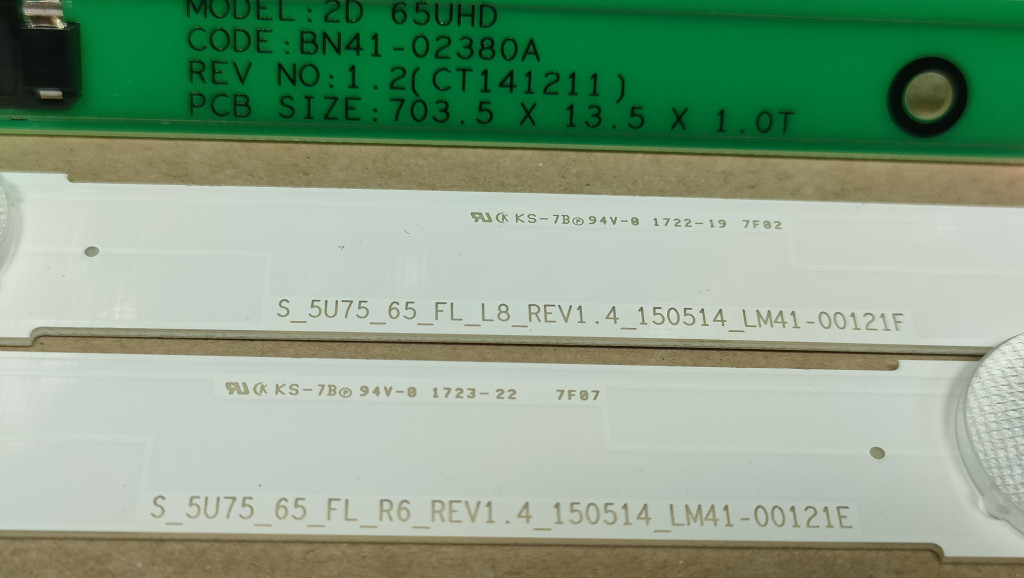 MODEL:2D 65UHD
CODE:BN41-02380A
REV NO:1.2(CT141211)
PCB SIZE:703.5 X 13.5 X 1.0T
KS-7B Ⓟ 94V-0 1722-19 7F02
S_5U75_65_FL_L8_REV1.4_150514_LM41-00121F
KS-7B Ⓟ 94V-0 1723-22 7F07
S_5U75_65_FL_R6_REV1.4_150514_LM41-00121E